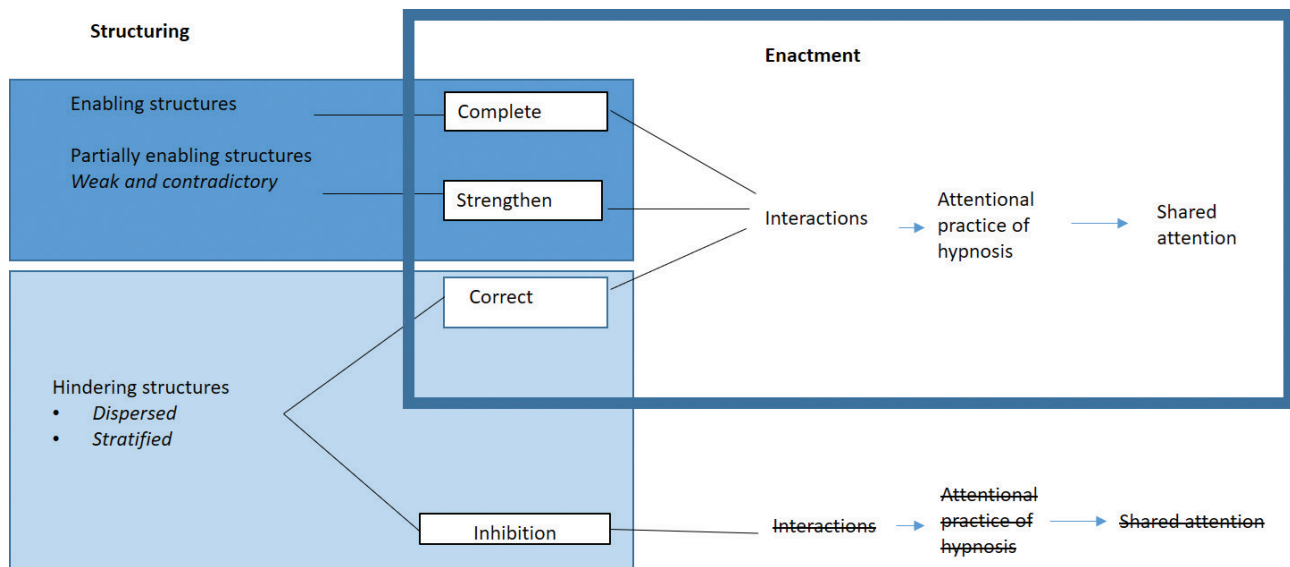 Structuring
Enactment
Enabling structures
Complete
Partially enabling structures
Weak and contradictory
Strengthen
Interactions
Attentional
practice of
hypnosis
Shared
attention
Correct
Hindering structures
• Dispersed
• Stratified
Inhibition
Interactions
Attentional
practice of
hypnosis
Shared attention